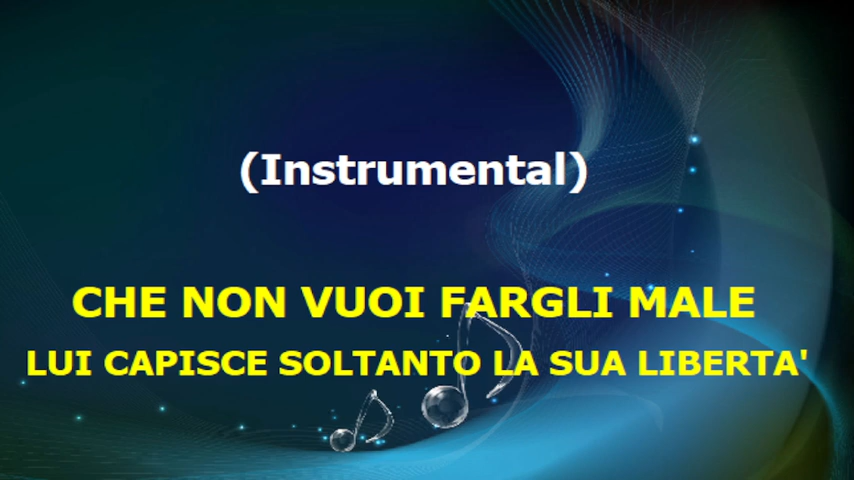 (Instrumental)
CHE NON VUOI FARGLI MALE
LUI CAPISCE SOLTANTO LA SUA LIBERTA'